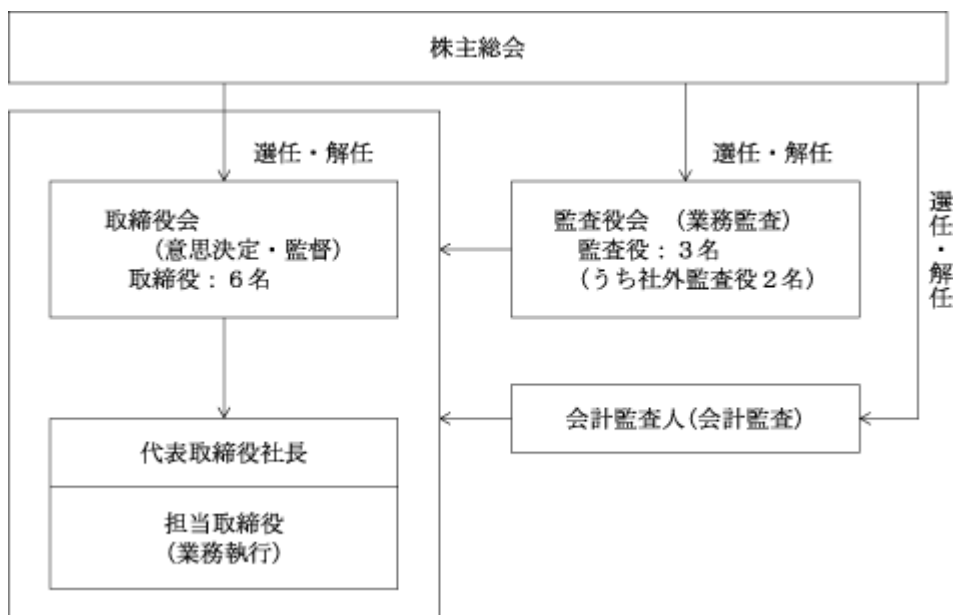 株主総会
選任・解任
選任・解任
選任・解任
取締役会
(意思決定・監督)
取締役：6名
監査役会 (業務監査)
監査役：3名
(うち社外監査役2名)
代表取締役社長
担当取締役
(業務執行)
会計監査人(会計監査)